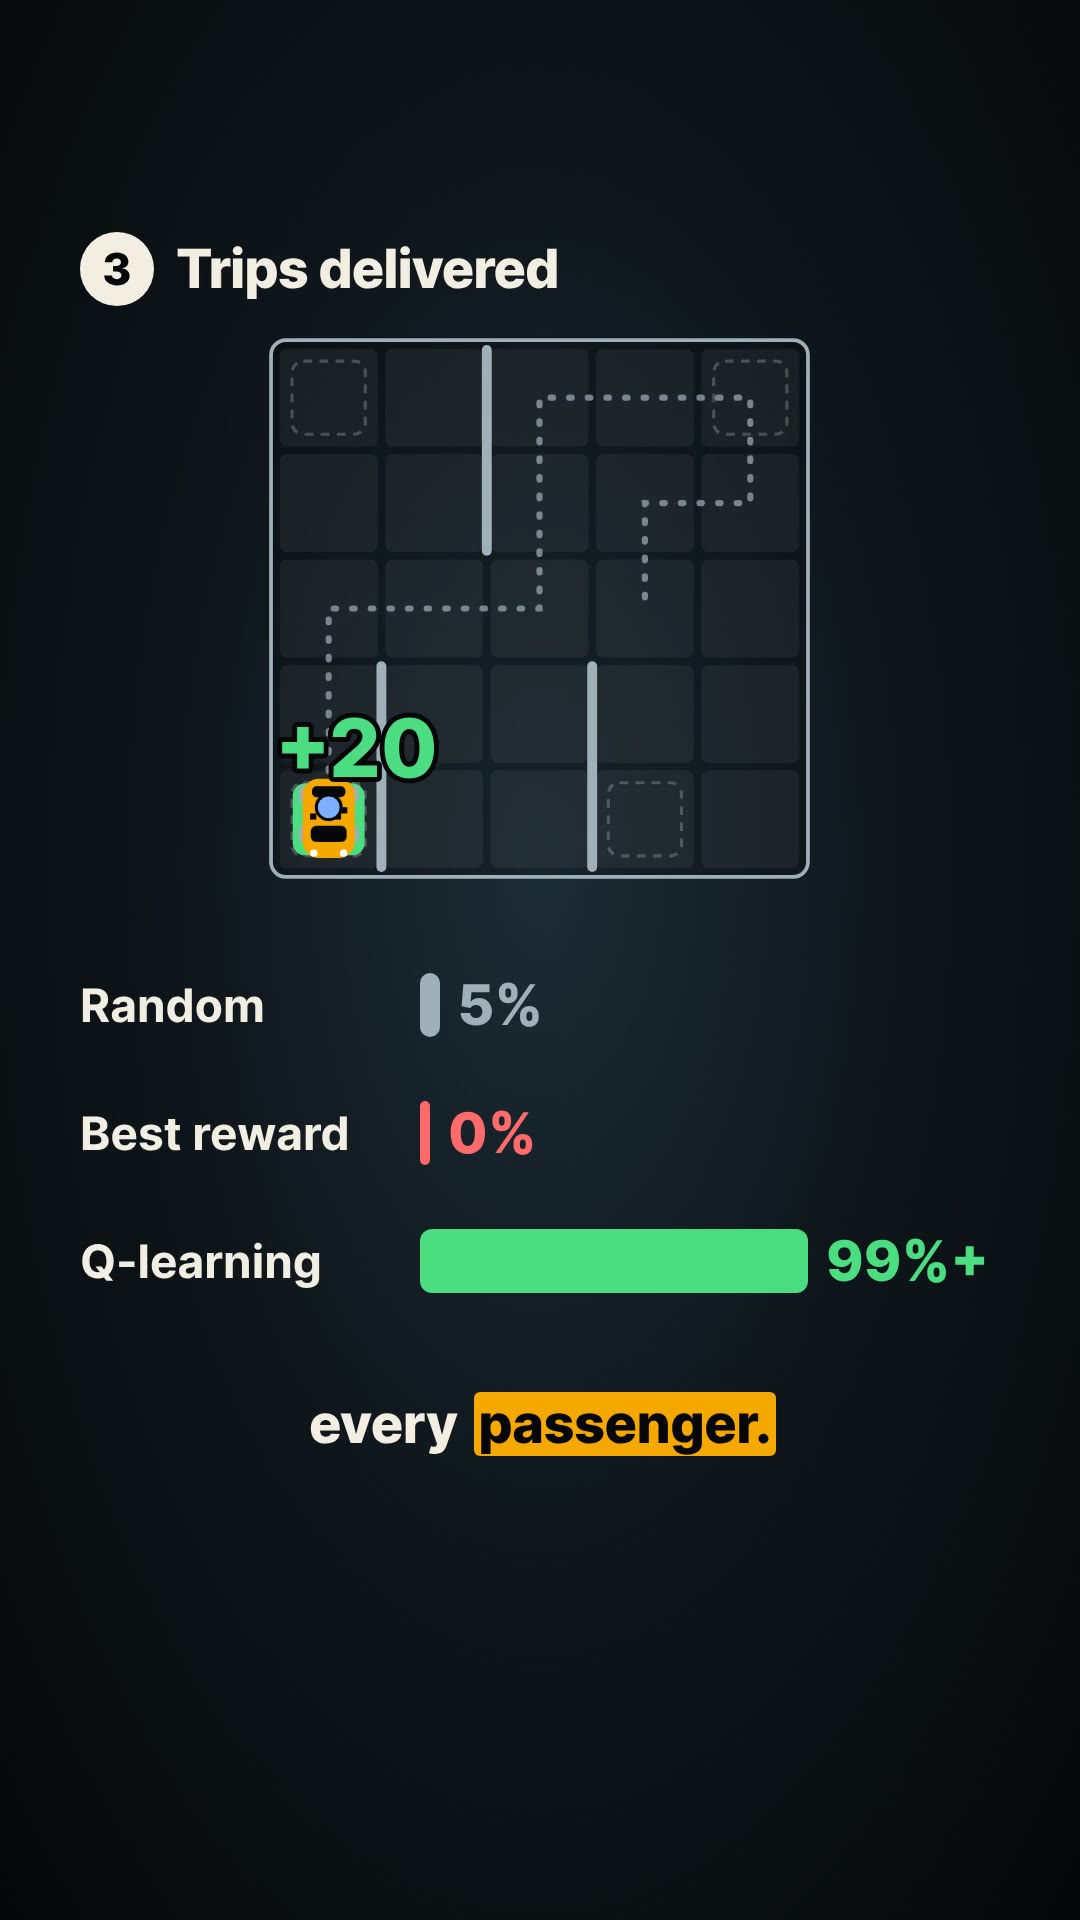 3 Trips delivered
+20
Random 5%
Best reward 0%
Q-learning 99%+
every passenger.